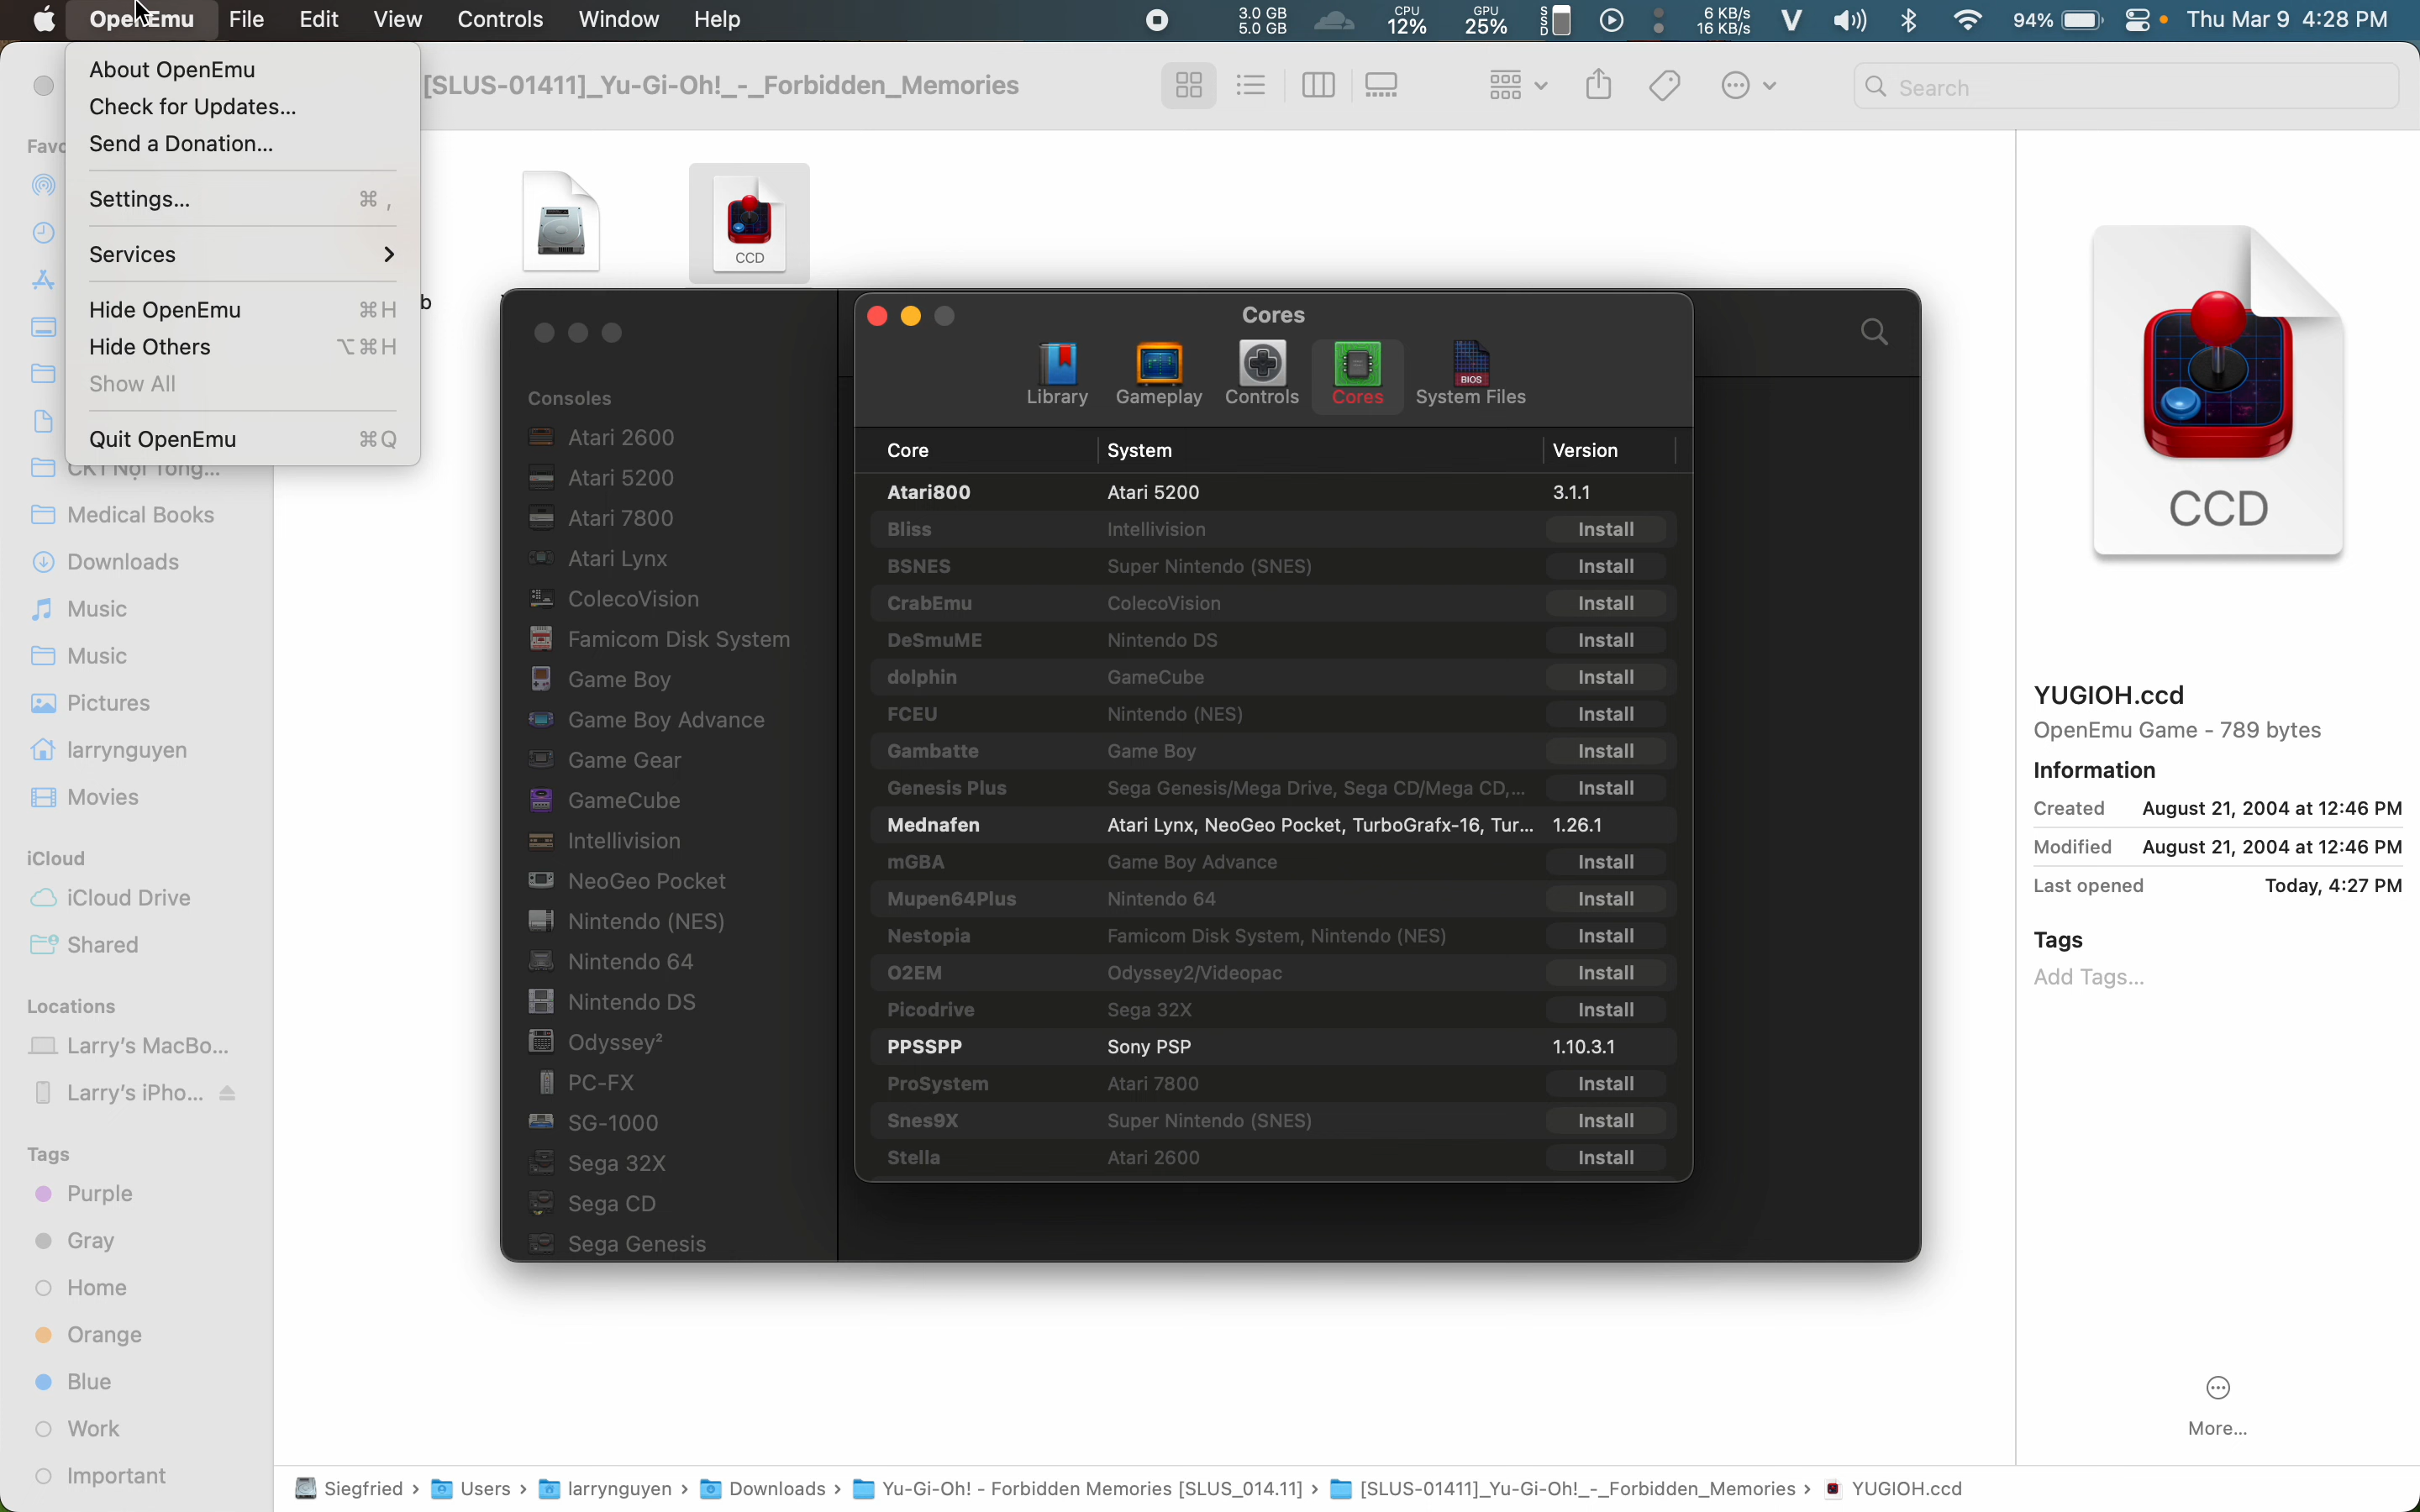 OpenEmu File Edit View Controls Window Help
3.0 GB
5.0 GB
CPU
12%
GPU
25%
SSD
6 KB/s
16 KB/s
V
94%
Thu Mar 9 4:28 PM
About OpenEmu
Check for Updates...
Send a Donation...
Settings... ⌘ ,
Services
Hide OpenEmu ⌘H
Hide Others ⌥⌘H
Show All
Quit OpenEmu ⌘Q
[SLUS-01411]_Yu-Gi-Oh!_-_Forbidden_Memories
Search
Medical Books
Downloads
Music
Music
Pictures
larrynguyen
Movies
iCloud
iCloud Drive
Shared
Locations
Larry's MacBo...
Larry's iPho...
Tags
Purple
Gray
Home
Orange
Blue
Work
Important
CCD
b
Consoles
Atari 2600
Atari 5200
Atari 7800
Atari Lynx
ColecoVision
Famicom Disk System
Game Boy
Game Boy Advance
Game Gear
GameCube
Intellivision
NeoGeo Pocket
Nintendo (NES)
Nintendo 64
Nintendo DS
Odyssey²
PC-FX
SG-1000
Sega 32X
Sega CD
Sega Genesis
Cores
BIOS
Library Gameplay Controls Cores System Files
Core System Version
Atari800 Atari 5200 3.1.1
Bliss Intellivision Install
BSNES Super Nintendo (SNES) Install
CrabEmu ColecoVision Install
DeSmuME Nintendo DS Install
dolphin GameCube Install
FCEU Nintendo (NES) Install
Gambatte Game Boy Install
Genesis Plus Sega Genesis/Mega Drive, Sega CD/Mega CD,... Install
Mednafen Atari Lynx, NeoGeo Pocket, TurboGrafx-16, Tur... 1.26.1
mGBA Game Boy Advance Install
Mupen64Plus Nintendo 64 Install
Nestopia Famicom Disk System, Nintendo (NES) Install
O2EM Odyssey2/Videopac Install
Picodrive Sega 32X Install
PPSSPP Sony PSP 1.10.3.1
ProSystem Atari 7800 Install
Snes9X Super Nintendo (SNES) Install
Stella Atari 2600 Install
CCD
YUGIOH.ccd
OpenEmu Game - 789 bytes
Information
Created August 21, 2004 at 12:46 PM
Modified August 21, 2004 at 12:46 PM
Last opened Today, 4:27 PM
Tags
Add Tags...
More...
Siegfried › Users › larrynguyen › Downloads › Yu-Gi-Oh! - Forbidden Memories [SLUS_014.11] › [SLUS-01411]_Yu-Gi-Oh!_-_Forbidden_Memories › YUGIOH.ccd